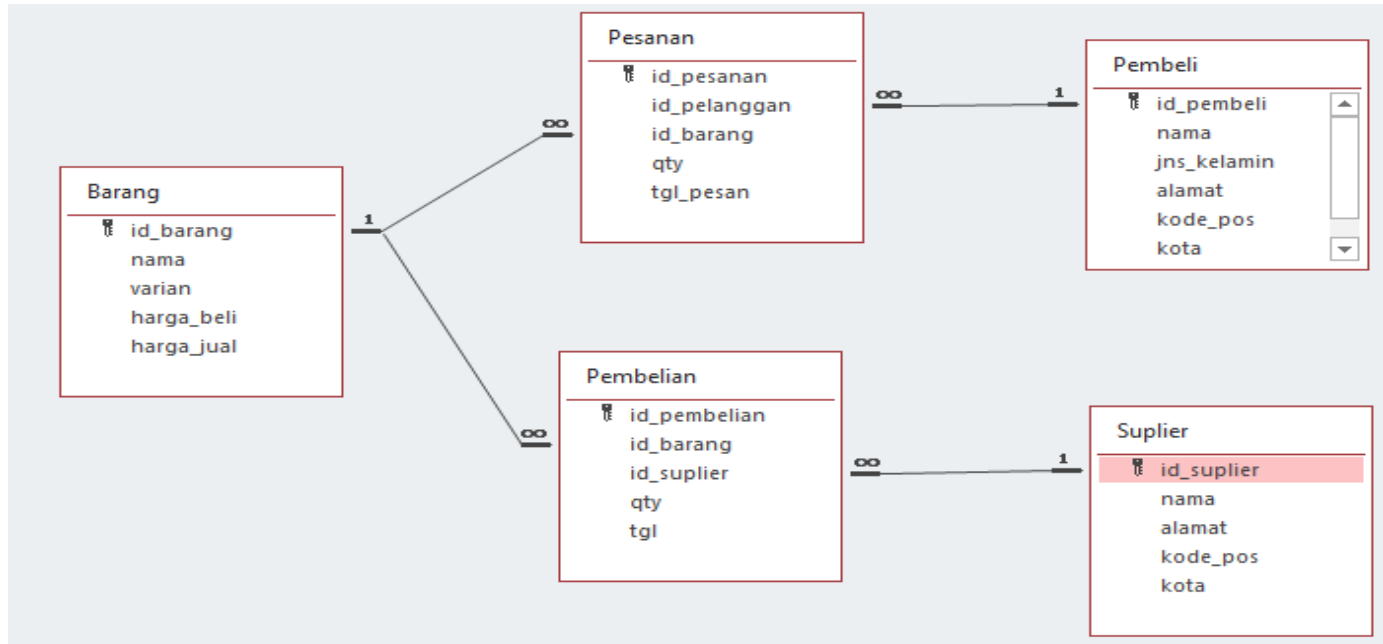 Pesanan
id_pesanan
id_pelanggan
id_barang
qty
tgl_pesan
Pembeli
id_pembeli
nama
jns_kelamin
alamat
kode_pos
kota
Barang
id_barang
nama
varian
harga_beli
harga_jual
Pembelian
id_pembelian
id_barang
id_suplier
qty
tgl
Suplier
id_suplier
nama
alamat
kode_pos
kota
∞
1
∞
1
∞
∞
1